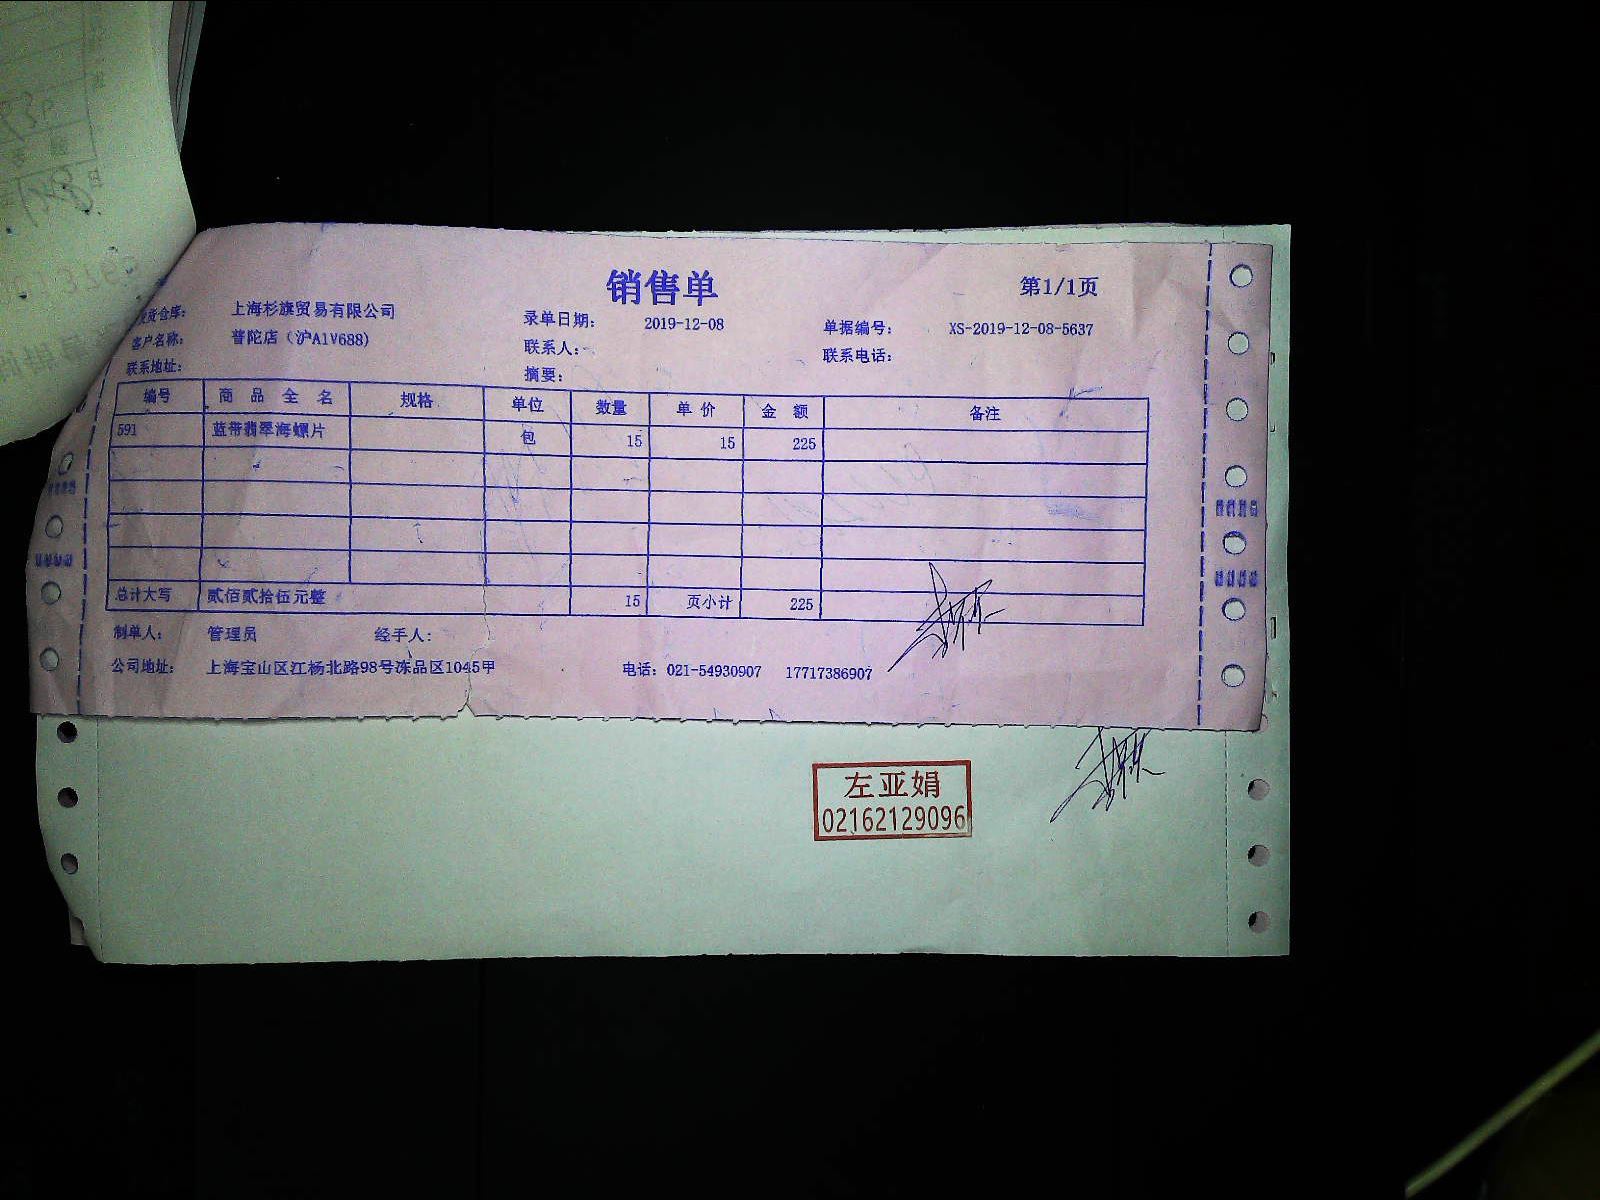 销售单
第1/1页
发货仓库: 上海杉旗贸易有限公司 录单日期: 2019-12-08 单据编号: XS-2019-12-08-5637
客户名称: 普陀店（沪A1V688） 联系人: 联系电话:
联系地址: 摘要:
编号 商品全名 规格 单位 数量 单价 金额 备注
591 蓝带翡翠海螺片 包 15 15 225
总计大写 贰佰贰拾伍元整 15 页小计 225
制单人: 管理员 经手人:
公司地址: 上海宝山区江杨北路98号冻品区1045甲 电话: 021-54930907 17717386907
左亚娟
02162129096